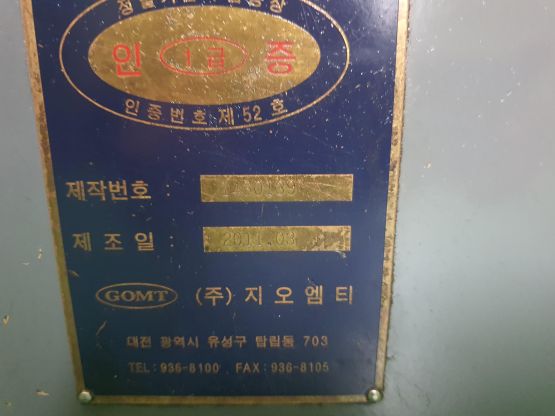 인 1급 증
인증번호 제 52 호
제작번호 :
제 조 일 : 2011.03
GOMT (주) 지 오 엠 티
대전 광역시 유성구 탑립동 703
TEL : 936-8100 FAX : 936-8105